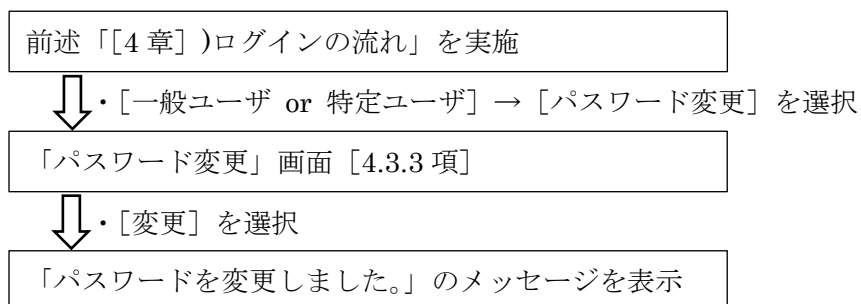 前述「[4 章] )ログインの流れ」を実施
・［一般ユーザ or 特定ユーザ］→［パスワード変更］を選択
「パスワード変更」画面［4.3.3 項］
・［変更］を選択
「パスワードを変更しました。」のメッセージを表示